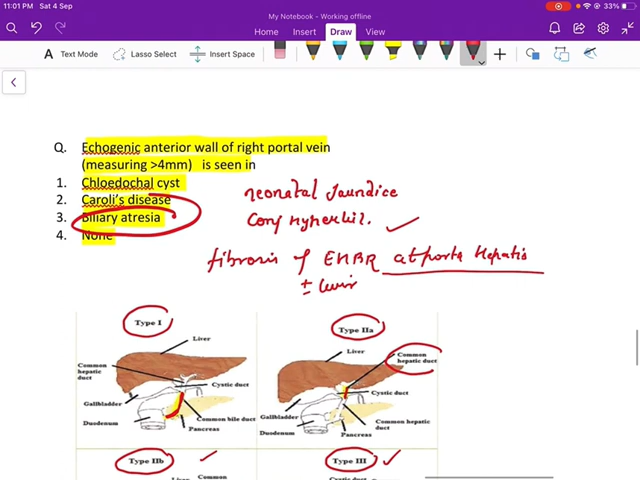 11:01 PM Sat 4 Sep
33%
My Notebook - Working offline
Home Insert Draw View
A Text Mode Lasso Select Insert Space
Q. Echogenic anterior wall of right portal vein
(measuring >4mm) is seen in
1. Chloedochal cyst
2. Caroli's disease
3. Biliary atresia
4. None
neonatal Jaundice
Conj hyperbil.
fibrosis of EHBR at porta Hepatis
±
Type I
Liver
Common
hepatic duct
Cystic duct
Gallbladder
Common bile duct
Duodenum
Pancreas
Type IIa
Liver
Common
hepatic duct
Cystic duct
Gallbladder
Common hepatic
duct
Duodenum
Pancreas
Type IIb
Liver
Common
Type III
Liver